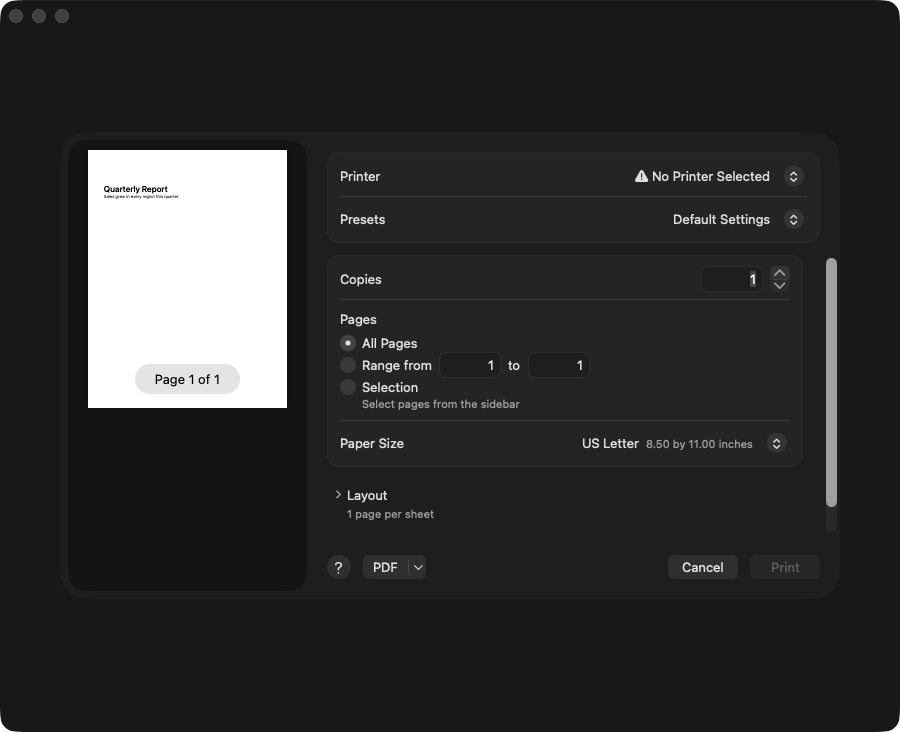 Quarterly Report
Sales grew in every region this quarter.
Page 1 of 1
Printer
No Printer Selected
Presets
Default Settings
Copies
1
Pages
All Pages
Range from 1 to 1
Selection
Select pages from the sidebar
Paper Size
US Letter 8.50 by 11.00 inches
Layout
1 page per sheet
? PDF
Cancel
Print